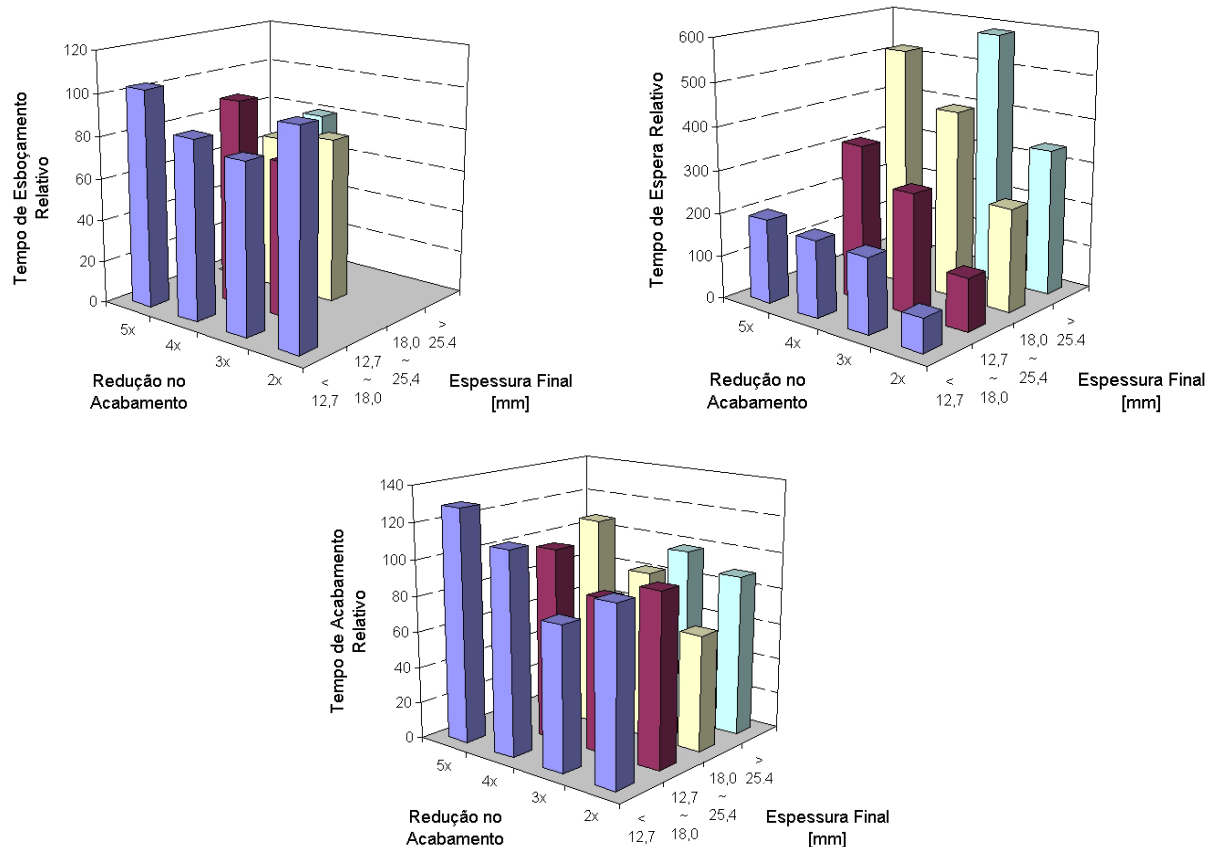 120
100
80
60
40
20
0
Tempo de Esboçamento
Relativo
5x
4x
3x
2x
Redução no
Acabamento
<
12,7
12,7
~
18,0
18,0
~
25,4
>
25.4
Espessura Final
[mm]
600
500
400
300
200
100
0
Tempo de Espera Relativo
5x
4x
3x
2x
Redução no
Acabamento
<
12,7
12,7
~
18,0
18,0
~
25,4
>
25.4
Espessura Final
[mm]
140
120
100
80
60
40
20
0
Tempo de Acabamento
Relativo
5x
4x
3x
2x
Redução no
Acabamento
<
12,7
12,7
~
18,0
18,0
~
25,4
>
25.4
Espessura Final
[mm]